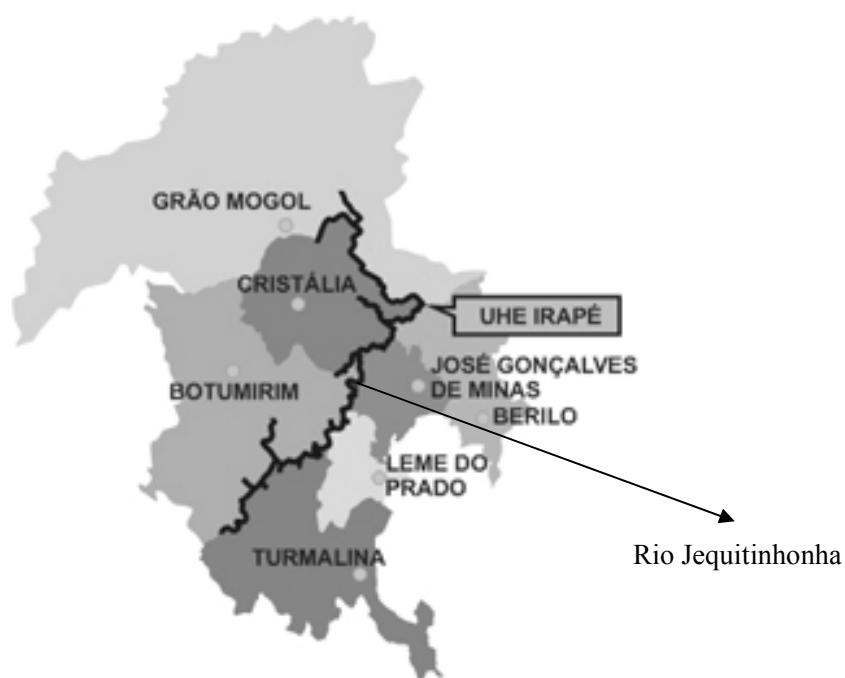 GRÃO MOGOL
CRISTÁLIA
UHE IRAPÉ
JOSÉ GONÇALVES
DE MINAS
BOTUMIRIM
BERILO
LEME DO
PRADO
Rio Jequitinhonha
TURMALINA